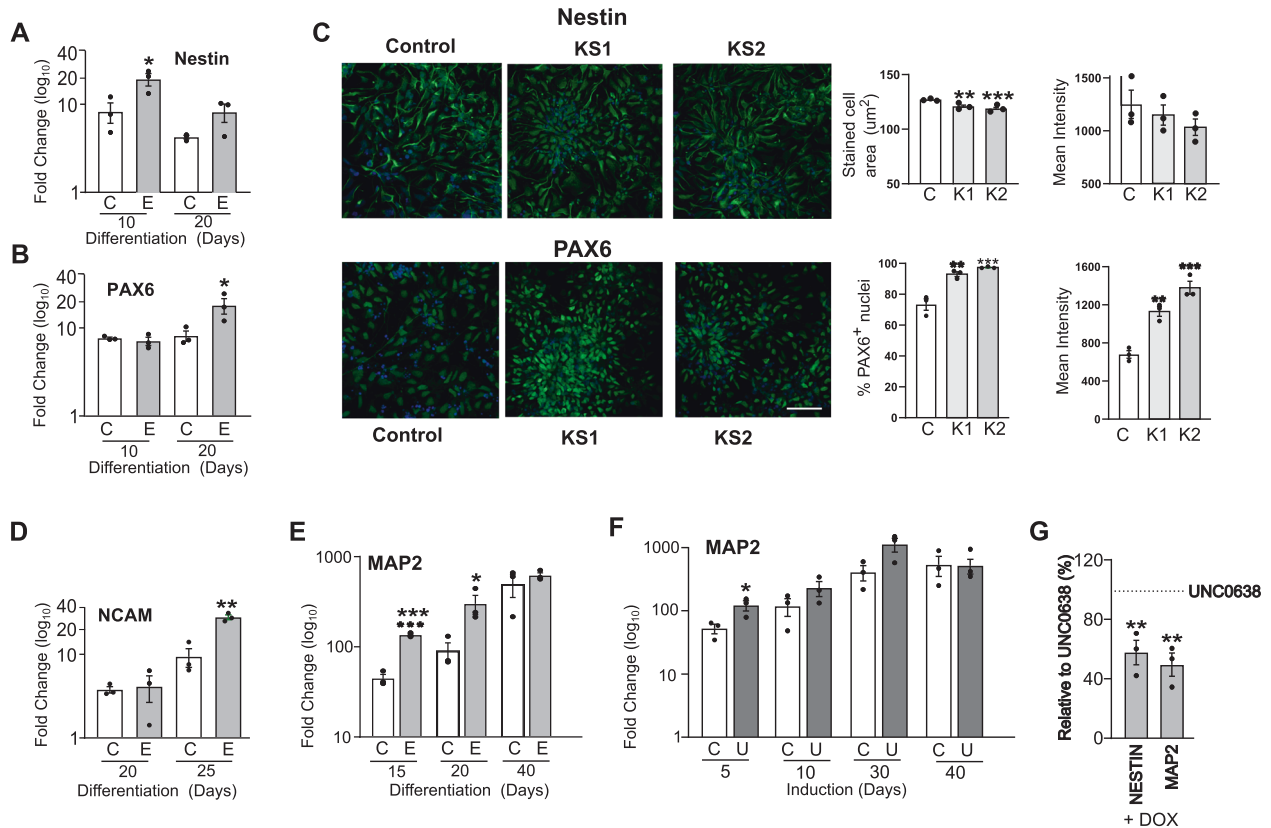 A
Nestin
Fold Change (log10)
40
20
10
1
C E C E
10 20
Differentiation (Days)
B
PAX6
Fold Change (log10)
40
20
10
1
C E C E
10 20
Differentiation (Days)
C
Nestin
Control KS1 KS2
Stained cell
area (um2)
150
100
50
** ***
C K1 K2
Mean Intensity
1500
1000
500
C K1 K2
PAX6
Control KS1 KS2
% PAX6+ nuclei
100
80
60
40
20
0
** ***
C K1 K2
Mean Intensity
1600
1200
800
400
0
** ***
C K1 K2
D
NCAM
Fold Change (log10)
40
20
10
1
**
C E C E
20 25
Differentiation (Days)
E
MAP2
Fold Change (log10)
1000
100
10
***
***
*
C E C E C E
15 20 40
Differentiation (Days)
F
MAP2
Fold Change (log10)
1000
100
10
1
*
C U C U C U C U
5 10 30 40
Induction (Days)
G
Relative to UNC0638 (%)
120
80
40
0
UNC0638
** **
NESTIN
MAP2
+ DOX